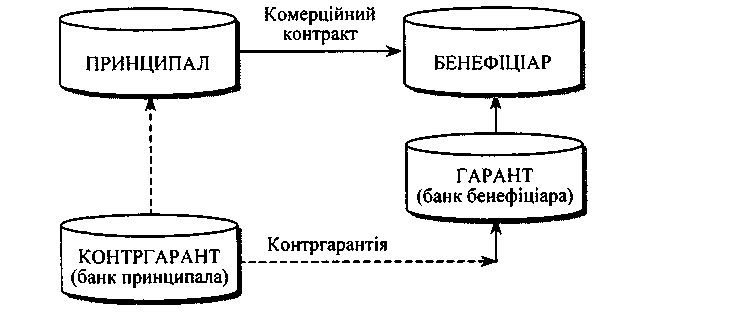 Комерційний
контракт
ПРИНЦИПАЛ
БЕНЕФІЦІАР
ГАРАНТ
(банк бенефіціара)
КОНТРГАРАНТ
(банк принципала)
Контргарантія